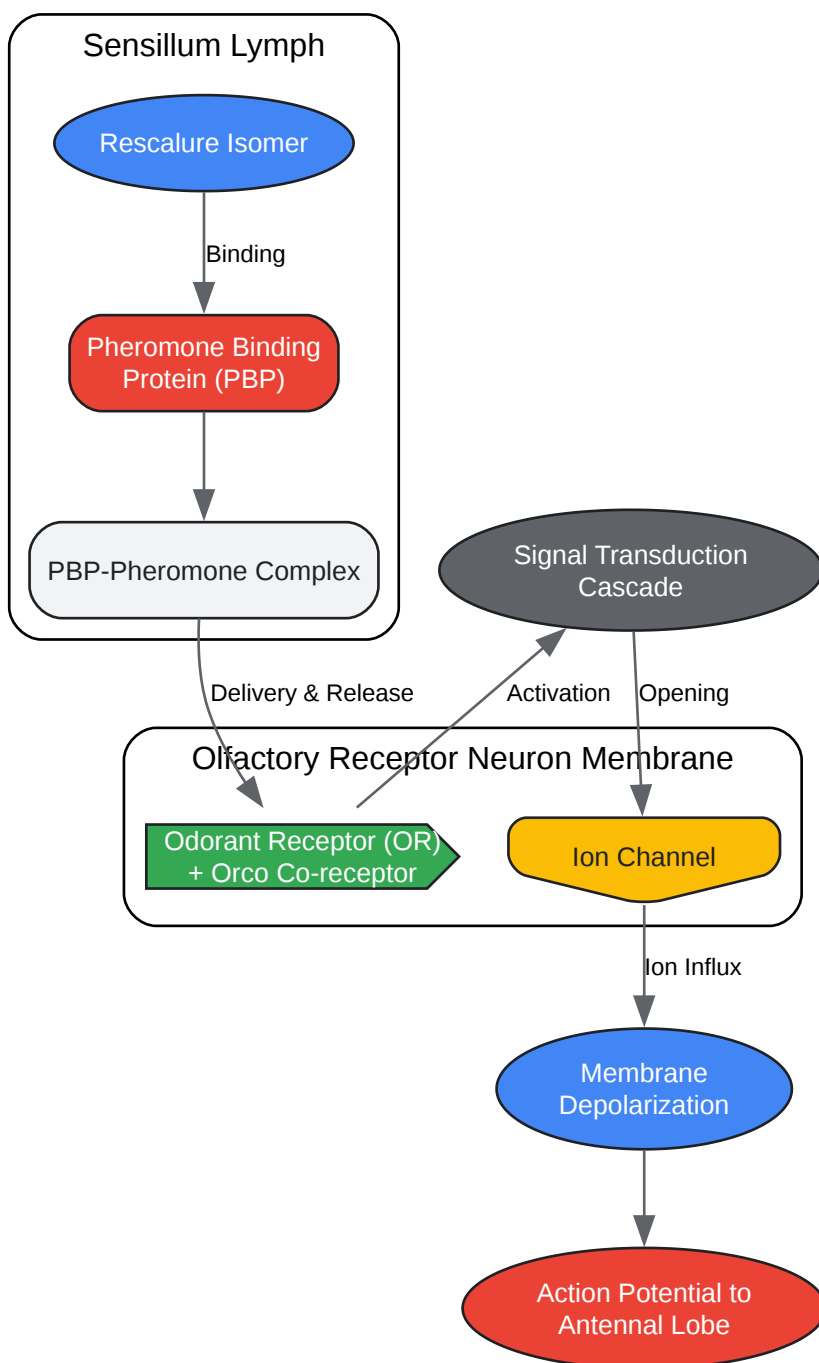 Sensillum Lymph
Rescalure Isomer
Binding
Pheromone Binding
Protein (PBP)
PBP-Pheromone Complex
Signal Transduction
Cascade
Delivery & Release
Activation
Opening
Olfactory Receptor Neuron Membrane
Odorant Receptor (OR)
+ Orco Co-receptor
Ion Channel
Ion Influx
Membrane
Depolarization
Action Potential to
Antennal Lobe